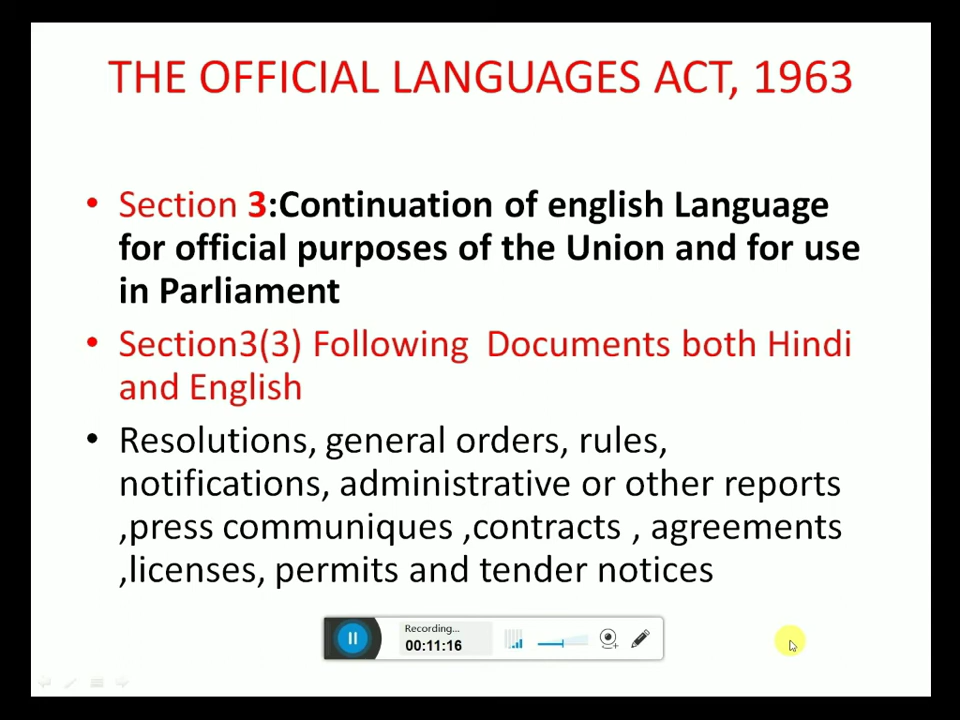 THE OFFICIAL LANGUAGES ACT, 1963
• Section 3:Continuation of english Language
for official purposes of the Union and for use
in Parliament
• Section3(3) Following Documents both Hindi
and English
• Resolutions, general orders, rules,
notifications, administrative or other reports
,press communiques ,contracts , agreements
,licenses, permits and tender notices
Recording...
00:11:16